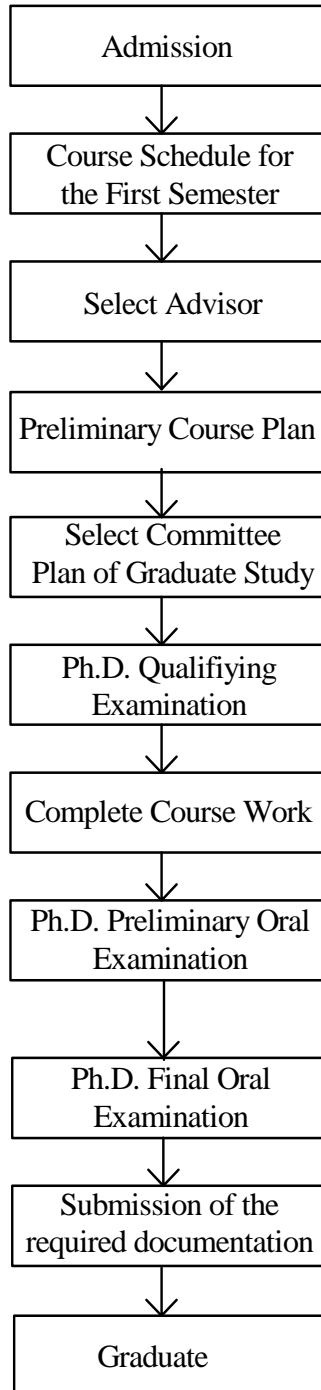 Admission
Course Schedule for
the First Semester
Select Advisor
Preliminary Course Plan
Select Committee
Plan of Graduate Study
Ph.D. Qualifiying
Examination
Complete Course Work
Ph.D. Preliminary Oral
Examination
Ph.D. Final Oral
Examination
Submission of the
required documentation
Graduate